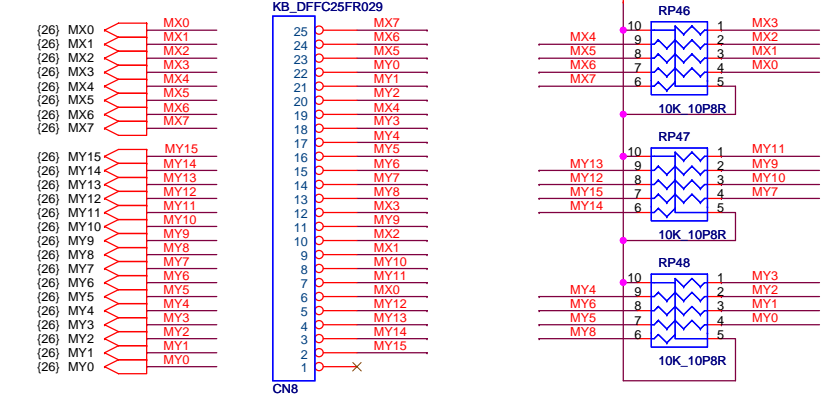 {26} MX0 MX0
{26} MX1 MX1
{26} MX2 MX2
{26} MX3 MX3
{26} MX4 MX4
{26} MX5 MX5
{26} MX6 MX6
{26} MX7 MX7
{26} MY15 MY15
{26} MY14 MY14
{26} MY13 MY13
{26} MY12 MY12
{26} MY11 MY11
{26} MY10 MY10
{26} MY9 MY9
{26} MY8 MY8
{26} MY7 MY7
{26} MY6 MY6
{26} MY5 MY5
{26} MY4 MY4
{26} MY3 MY3
{26} MY2 MY2
{26} MY1 MY1
{26} MY0 MY0
KB_DFFC25FR029
25 MX7
24 MX6
23 MX5
22 MY0
21 MY1
20 MY2
19 MX4
18 MY3
17 MY4
16 MY5
15 MY6
14 MY7
13 MY8
12 MX3
11 MY9
10 MX2
9 MX1
8 MY10
7 MY11
6 MX0
5 MY12
4 MY13
3 MY14
2 MY15
1
CN8
RP46
10 1 MX3
MX4 9 2 MX2
MX5 8 3 MX1
MX6 7 4 MX0
MX7 6 5
10K_10P8R
RP47
10 1 MY11
MY13 9 2 MY9
MY12 8 3 MY10
MY15 7 4 MY7
MY14 6 5
10K_10P8R
RP48
10 1 MY3
MY4 9 2 MY2
MY6 8 3 MY1
MY5 7 4 MY0
MY8 6 5
10K_10P8R